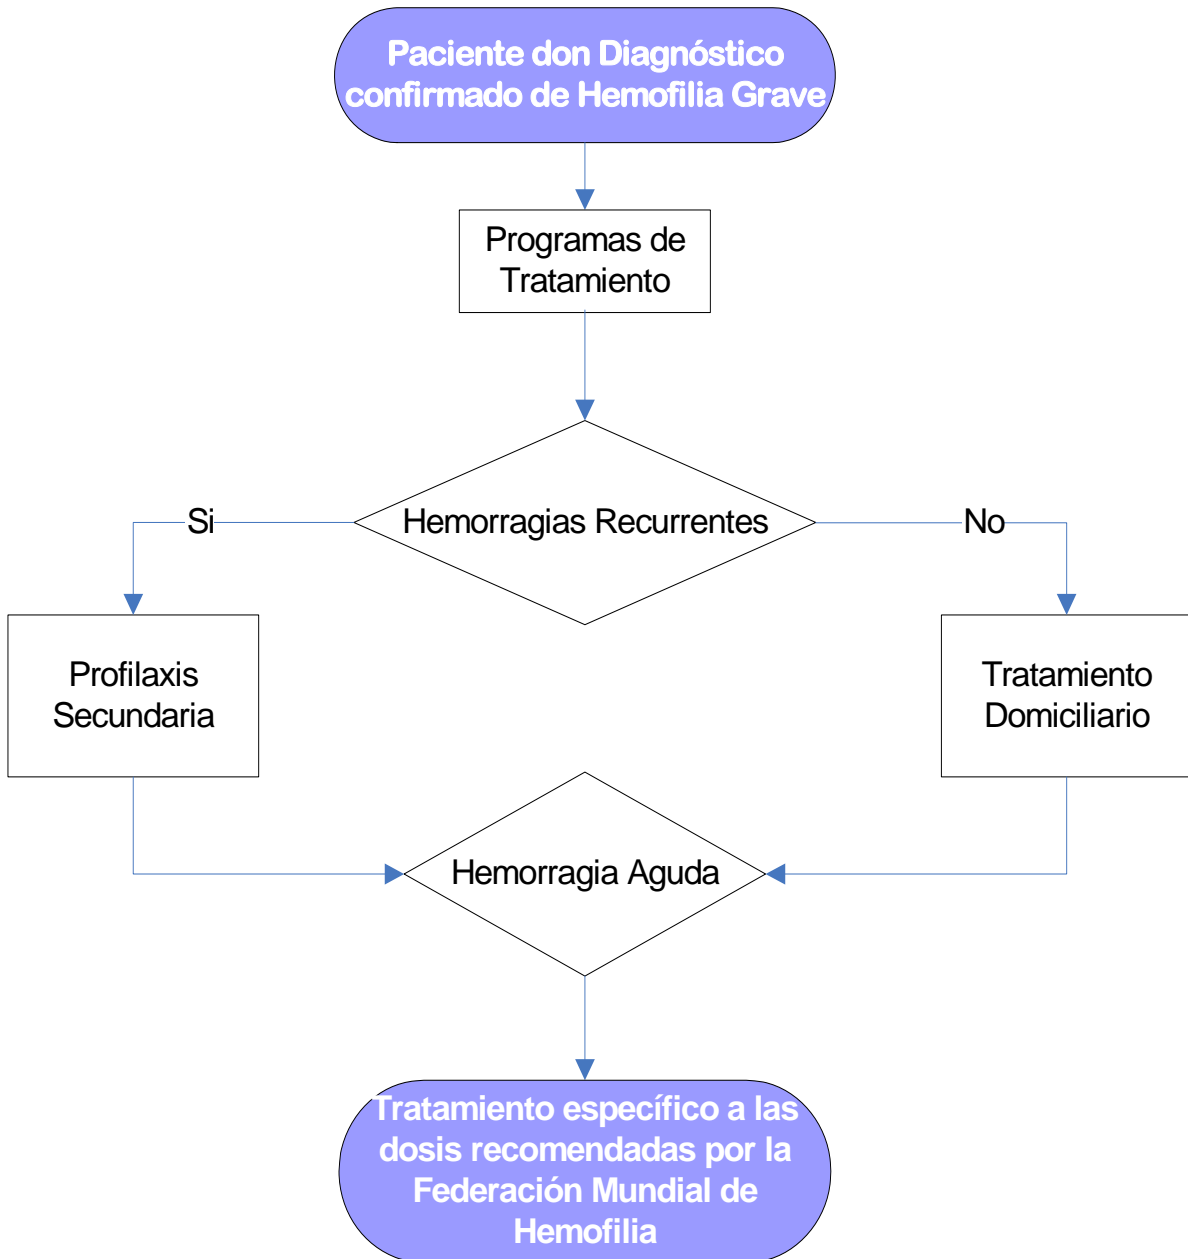 Paciente don Diagnóstico
confirmado de Hemofilia Grave
Programas de
Tratamiento
Hemorragias Recurrentes
Si
No
Profilaxis
Secundaria
Tratamiento
Domiciliario
Hemorragia Aguda
Tratamiento específico a las
dosis recomendadas por la
Federación Mundial de
Hemofilia